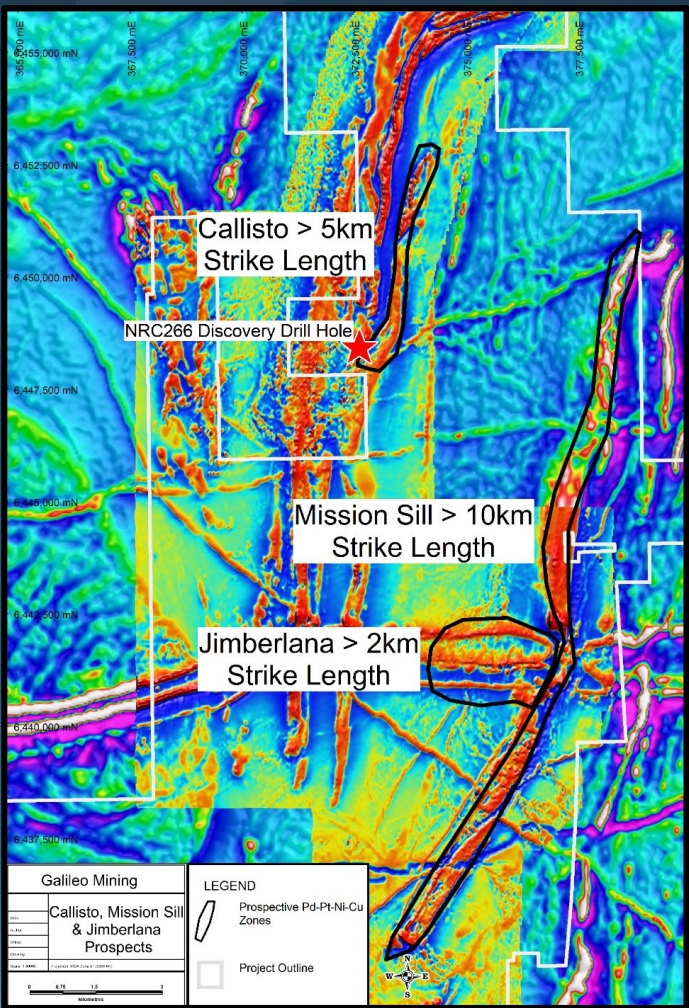 365,000 mE
367,500 mE
370,000 mE
372,500 mE
375,000 mE
377,500 mE
6,455,000 mN
6,452,500 mN
Callisto > 5km
Strike Length
6,450,000 mN
NRC266 Discovery Drill Hole
6,447,500 mN
6,445,000 mN
Mission Sill > 10km
Strike Length
6,442,500 mN
Jimberlana > 2km
Strike Length
6,440,000 mN
6,437,500 mN
Galileo Mining
Callisto, Mission Sill
& Jimberlana
Prospects
0 0.75 1.5 3
kilometres
LEGEND
Prospective Pd-Pt-Ni-Cu
Zones
Project Outline
N
W E
S